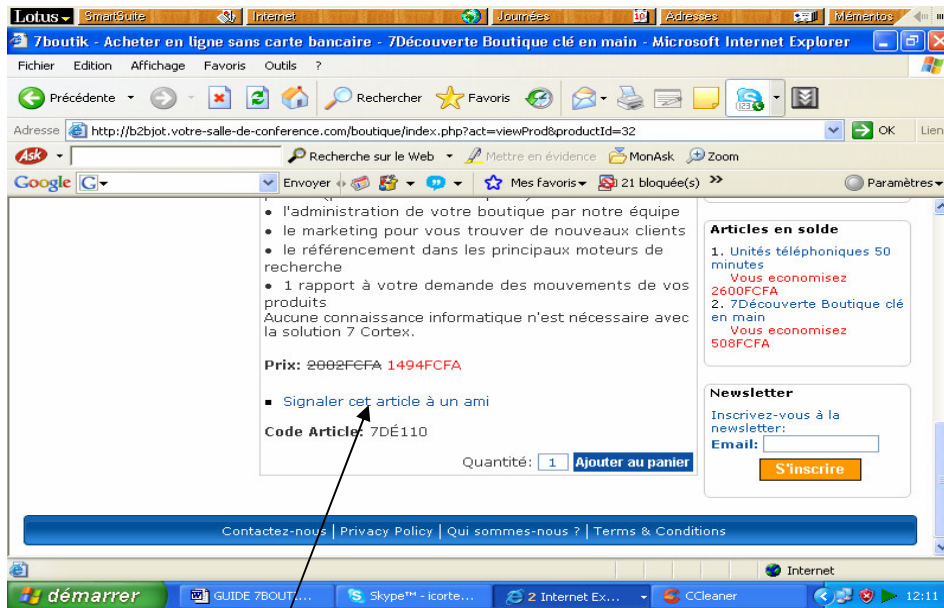 Lotus SmartSuite Internet Journées 10 Adresses Mémentos
7boutik - Acheter en ligne sans carte bancaire - 7Découverte Boutique clé en main - Microsoft Internet Explorer
Fichier Edition Affichage Favoris Outils ?
Précédente Rechercher Favoris 123
Adresse http://b2bjot.votre-salle-de-conference.com/boutique/index.php?act=viewProd&productId=32 OK Lien
Ask Recherche sur le Web Mettre en évidence MonAsk Zoom
Google G Envoyer Mes favoris 21 bloquée(s) » Paramètres
• l'administration de votre boutique par notre équipe
• le marketing pour vous trouver de nouveaux clients
• le référencement dans les principaux moteurs de
recherche
• 1 rapport à votre demande des mouvements de vos
produits
Aucune connaissance informatique n'est nécessaire avec
la solution 7 Cortex.
Prix: 2002FCFA 1494FCFA
Signaler cet article à un ami
Code Article: 7DÉ110
Quantité: 1 Ajouter au panier
Articles en solde
1. Unités téléphoniques 50
minutes
Vous economisez
2600FCFA
2. 7Découverte Boutique clé
en main
Vous economisez
508FCFA
Newsletter
Inscrivez-vous à la
newsletter:
Email:
S'inscrire
Contactez-nous | Privacy Policy | Qui sommes-nous ? | Terms & Conditions
Internet
démarrer GUIDE 7BOUT... Skype™ - icorte... 2 Internet Ex... CCleaner 12:11